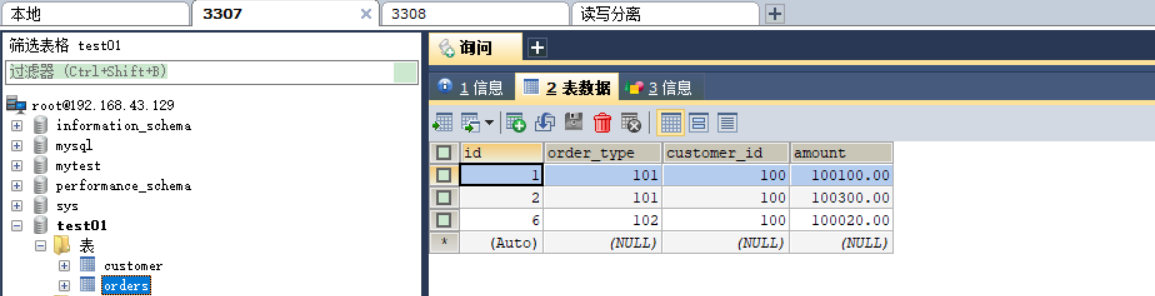 本地 3307 3308 读写分离
筛选表格 test01
过滤器 (Ctrl+Shift+B)
root@192.168.43.129
information_schema
mysql
mytest
performance_schema
sys
test01
表
customer
orders
询问
1 信息 2 表数据 3 信息
id order_type customer_id amount
1 101 100 100100.00
2 101 100 100300.00
6 102 100 100020.00
* (Auto) (NULL) (NULL) (NULL)